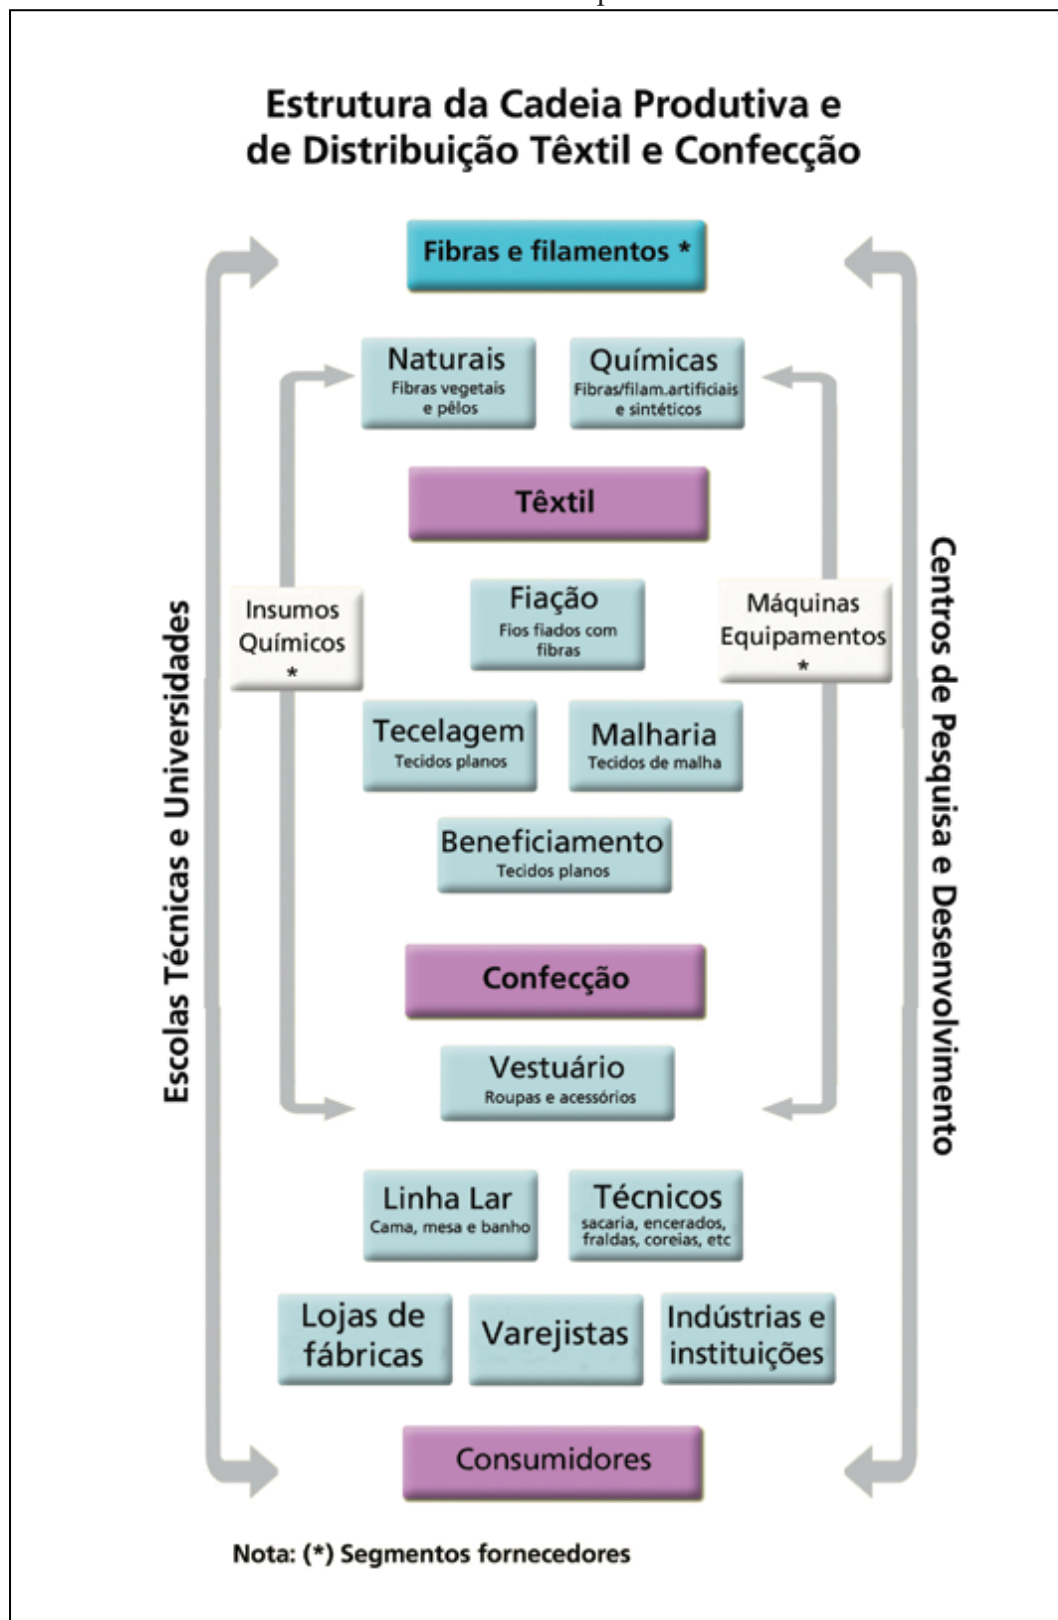 Estrutura da Cadeia Produtiva e
de Distribuição Têxtil e Confecção
Fibras e filamentos *
Naturais
Fibras vegetais
e pêlos
Químicas
Fibras/filam.artificiais
e sintéticos
Têxtil
Insumos
Químicos
*
Fiação
Fios fiados com
fibras
Máquinas
Equipamentos
*
Tecelagem
Tecidos planos
Malharia
Tecidos de malha
Beneficiamento
Tecidos planos
Escolas Técnicas e Universidades
Centros de Pesquisa e Desenvolvimento
Confecção
Vestuário
Roupas e acessórios
Linha Lar
Cama, mesa e banho
Técnicos
sacaria, encerados,
fraldas, coreias, etc
Lojas de
fábricas
Varejistas
Indústrias e
instituições
Consumidores
Nota: (*) Segmentos fornecedores